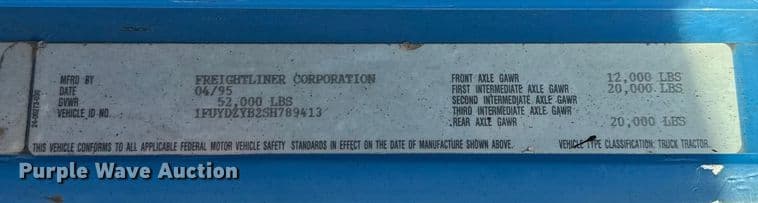 MFRD BY FREIGHTLINER CORPORATION
DATE 04/95
GVWR 52,000 LBS
VEHICLE ID NO. 1FUYDZYB2SH789413
FRONT AXLE GAWR 12,000 LBS
FIRST INTERMEDIATE AXLE GAWR 20,000 LBS
SECOND INTERMEDIATE AXLE GAWR
THIRD INTERMEDIATE AXLE GAWR
REAR AXLE GAWR 20,000 LBS
THIS VEHICLE CONFORMS TO ALL APPLICABLE FEDERAL MOTOR VEHICLE SAFETY STANDARDS IN EFFECT ON THE DATE OF MANUFACTURE SHOWN ABOVE. VEHICLE TYPE CLASSIFICATION: TRUCK TRACTOR
Purple Wave Auction